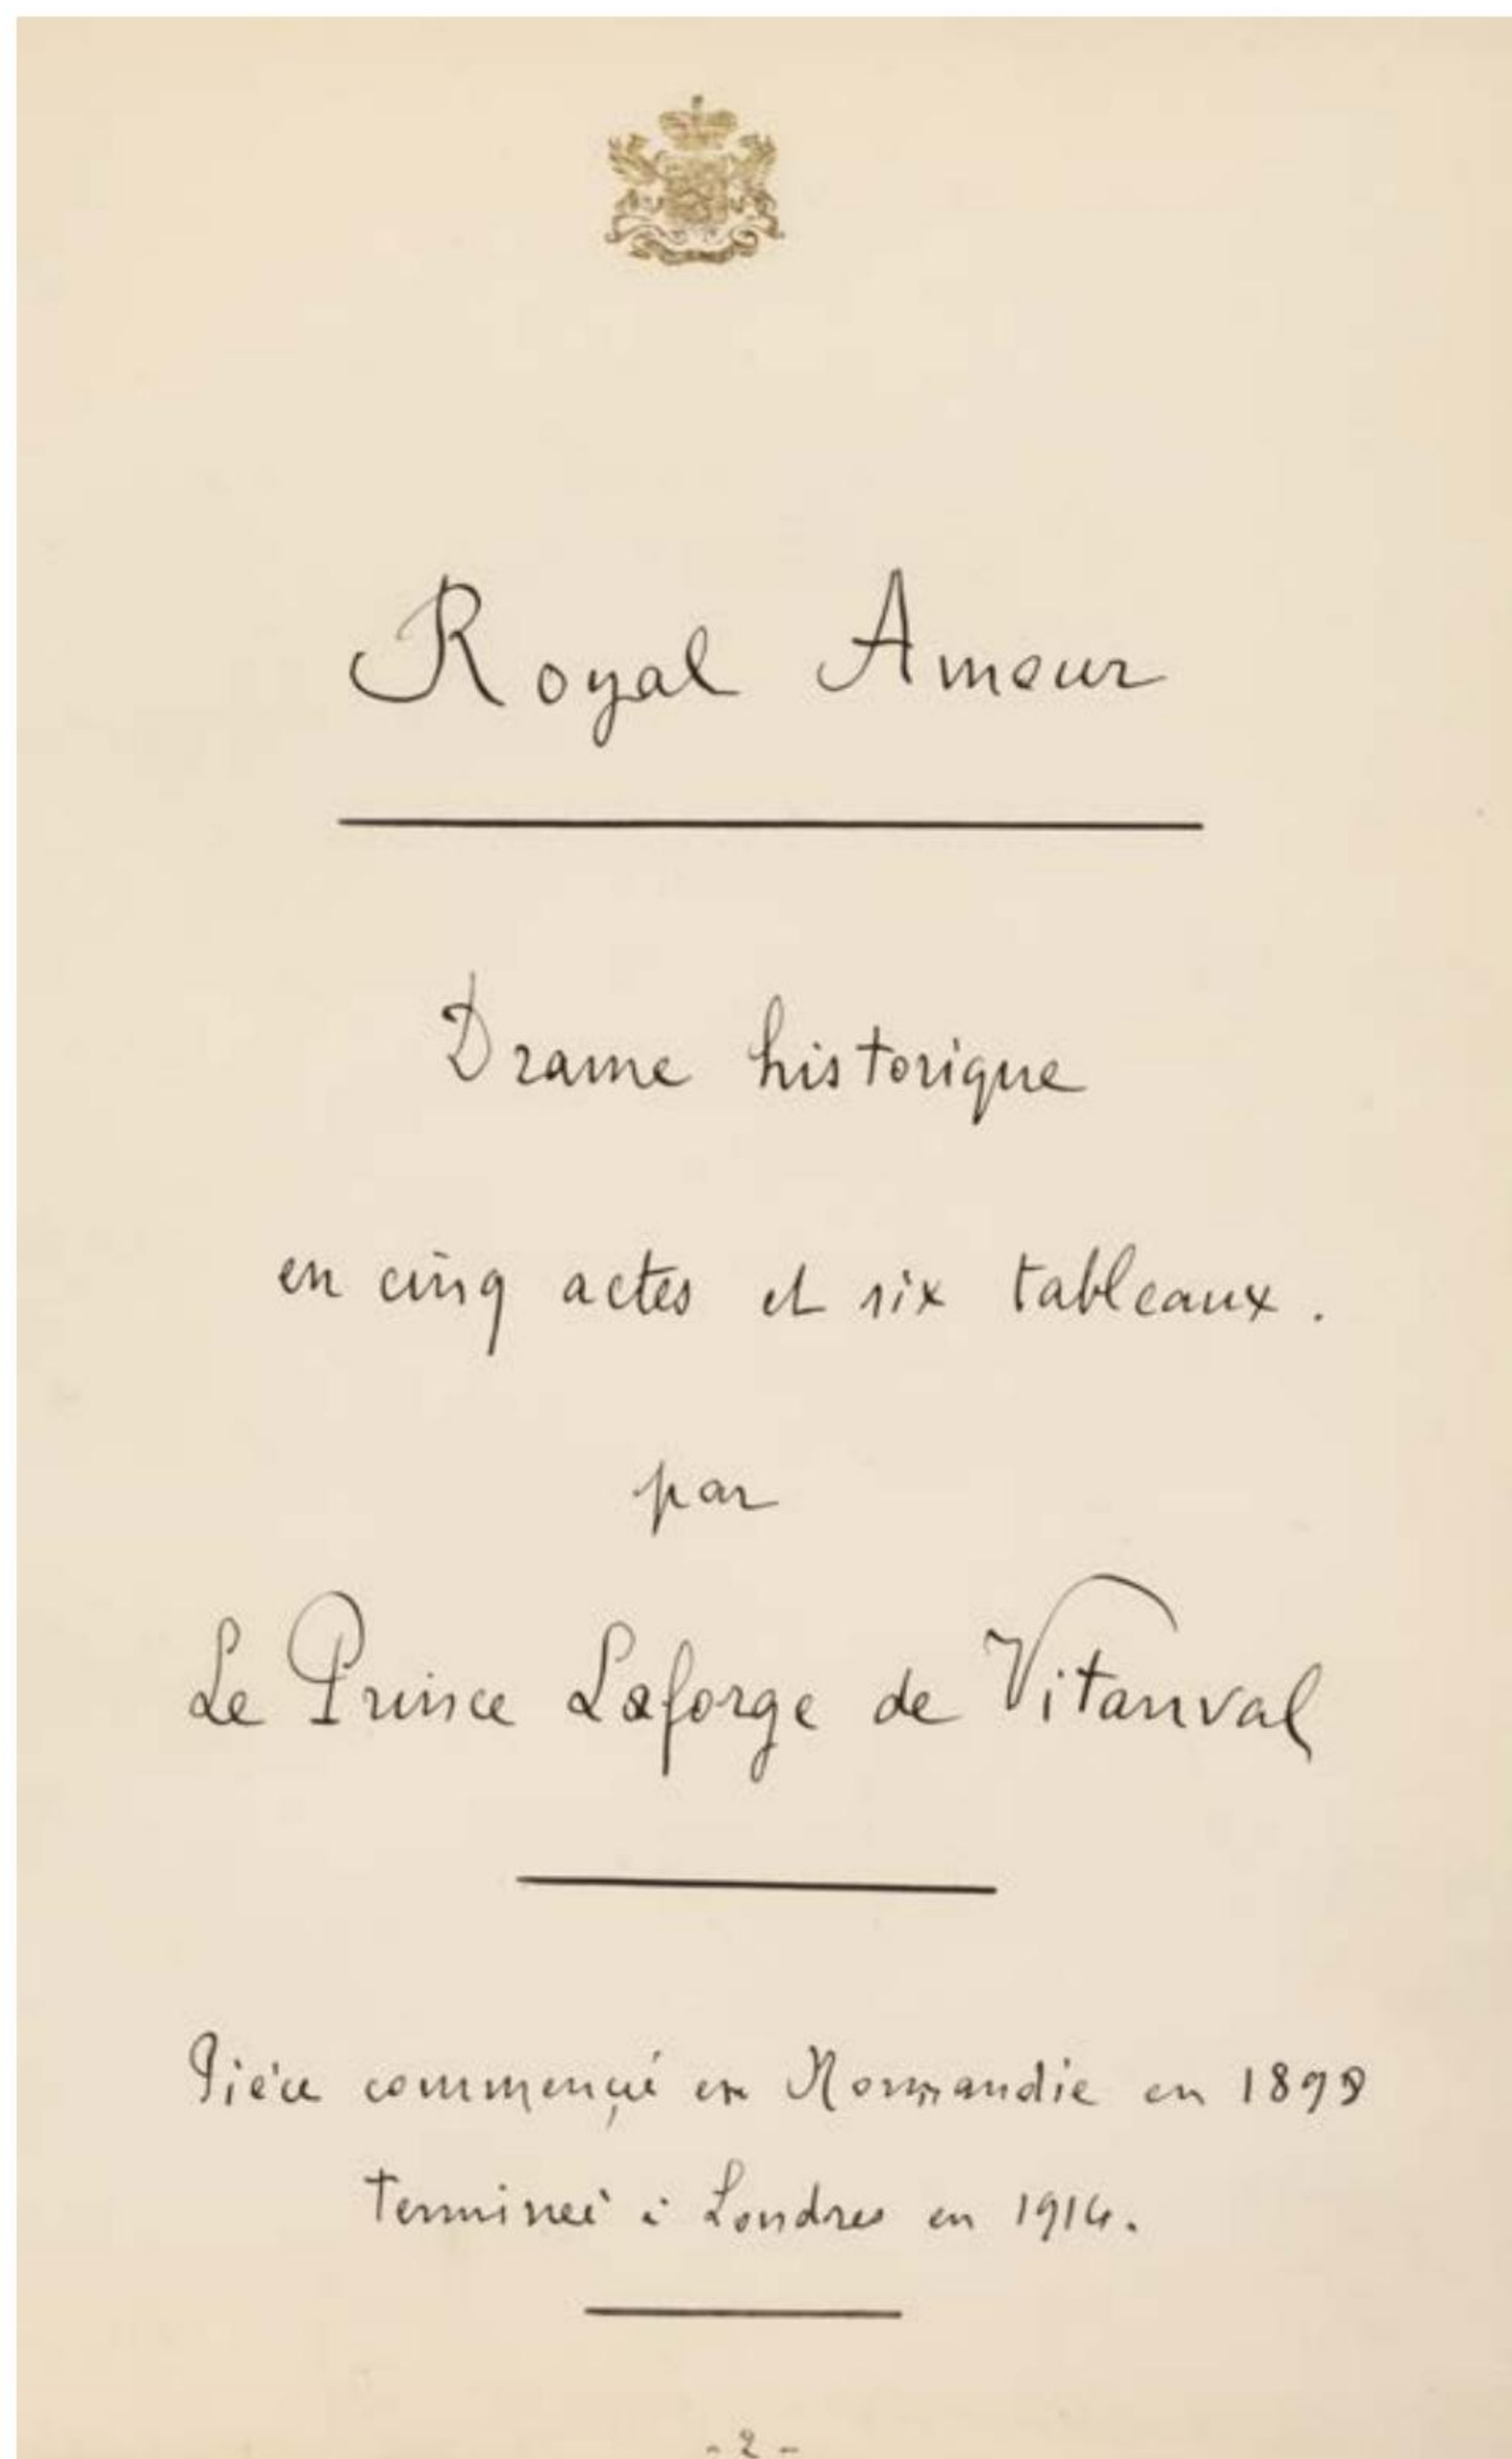 Royal Amour
Drame historique
en cinq actes et six tableaux.
par
Le Prince Laforge de Vitanval
Pièce commençée en Normandie en 1898
Terminée à Londres en 1914.
- 2 -